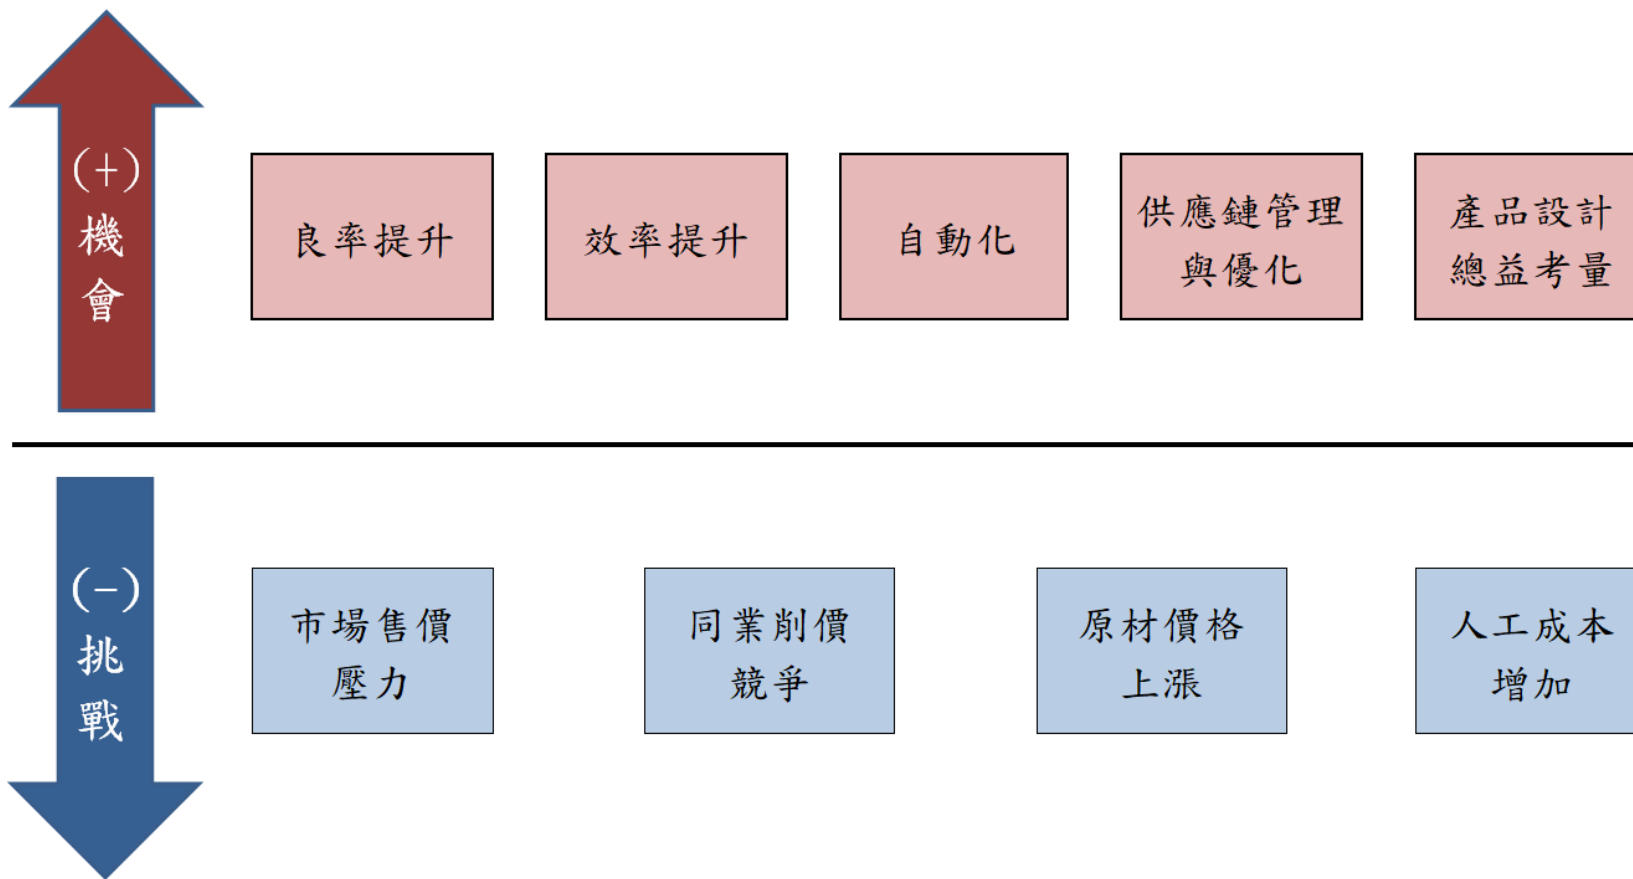 (+)
機
會
良率提升
效率提升
自動化
供應鏈管理
與優化
產品設計
總益考量
(-)
挑
戰
市場售價
壓力
同業削價
競爭
原材價格
上漲
人工成本
增加